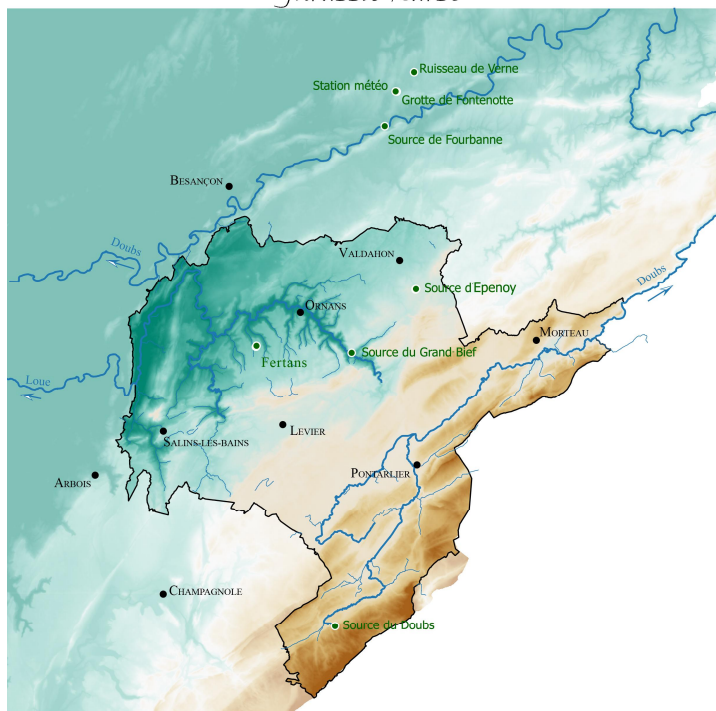 Ruisseau de Verne
Station météo
Grotte de Fontenotte
Source de Fourbanne
BESANÇON
Doubs
VALDAHON
Doubs
Source d'Epenoy
ORNANS
MORTEAU
Source du Grand Bief
Fertans
Loue
LEVIER
SALINS-LES-BAINS
PONTARLIER
ARBOIS
CHAMPAGNOLE
Source du Doubs